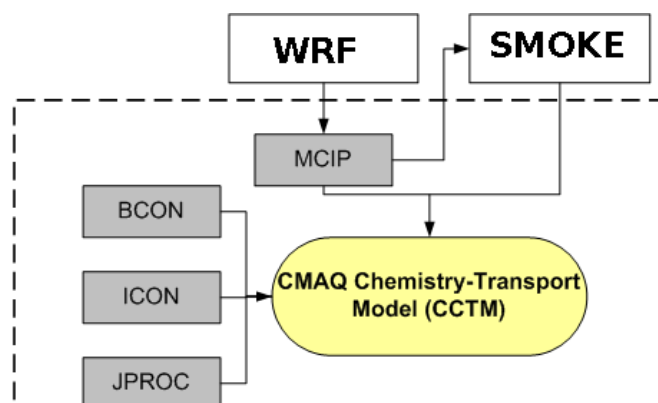 WRF
SMOKE
MCIP
BCON
ICON
JPROC
CMAQ Chemistry-Transport
Model (CCTM)